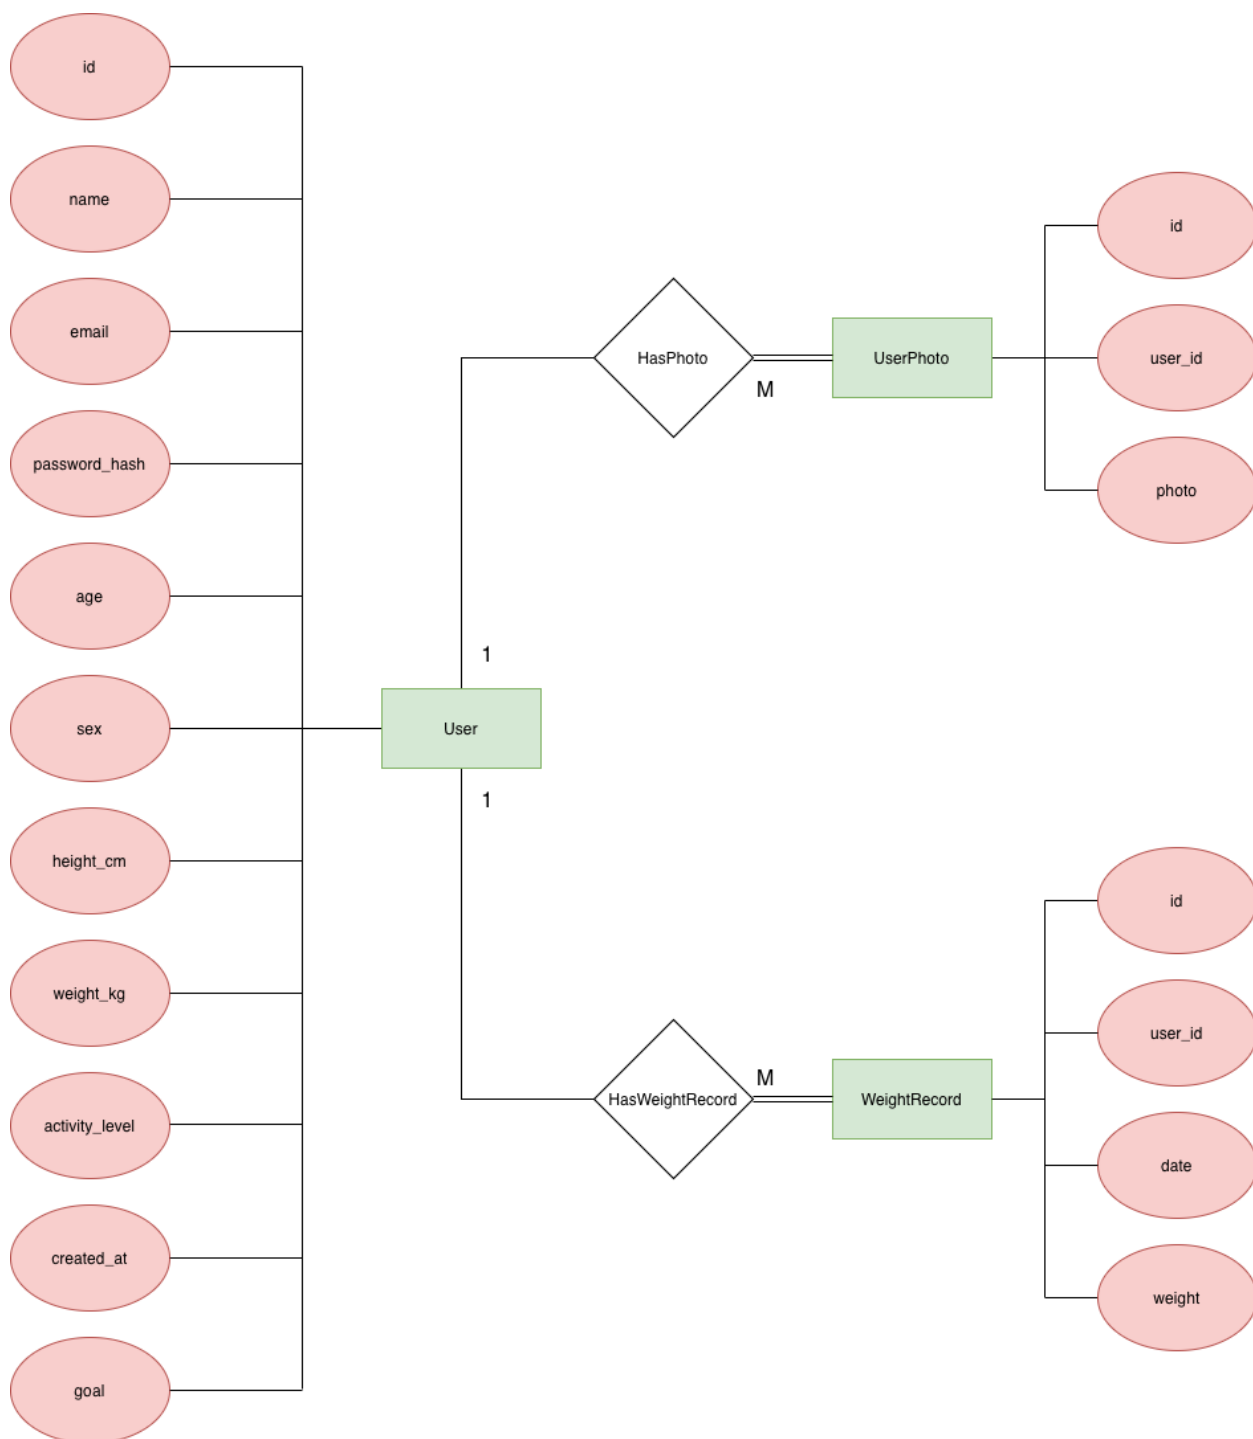 id
name
email
password_hash
age
sex
height_cm
weight_kg
activity_level
created_at
goal
User
1
1
HasPhoto
M
UserPhoto
id
user_id
photo
HasWeightRecord
M
WeightRecord
id
user_id
date
weight